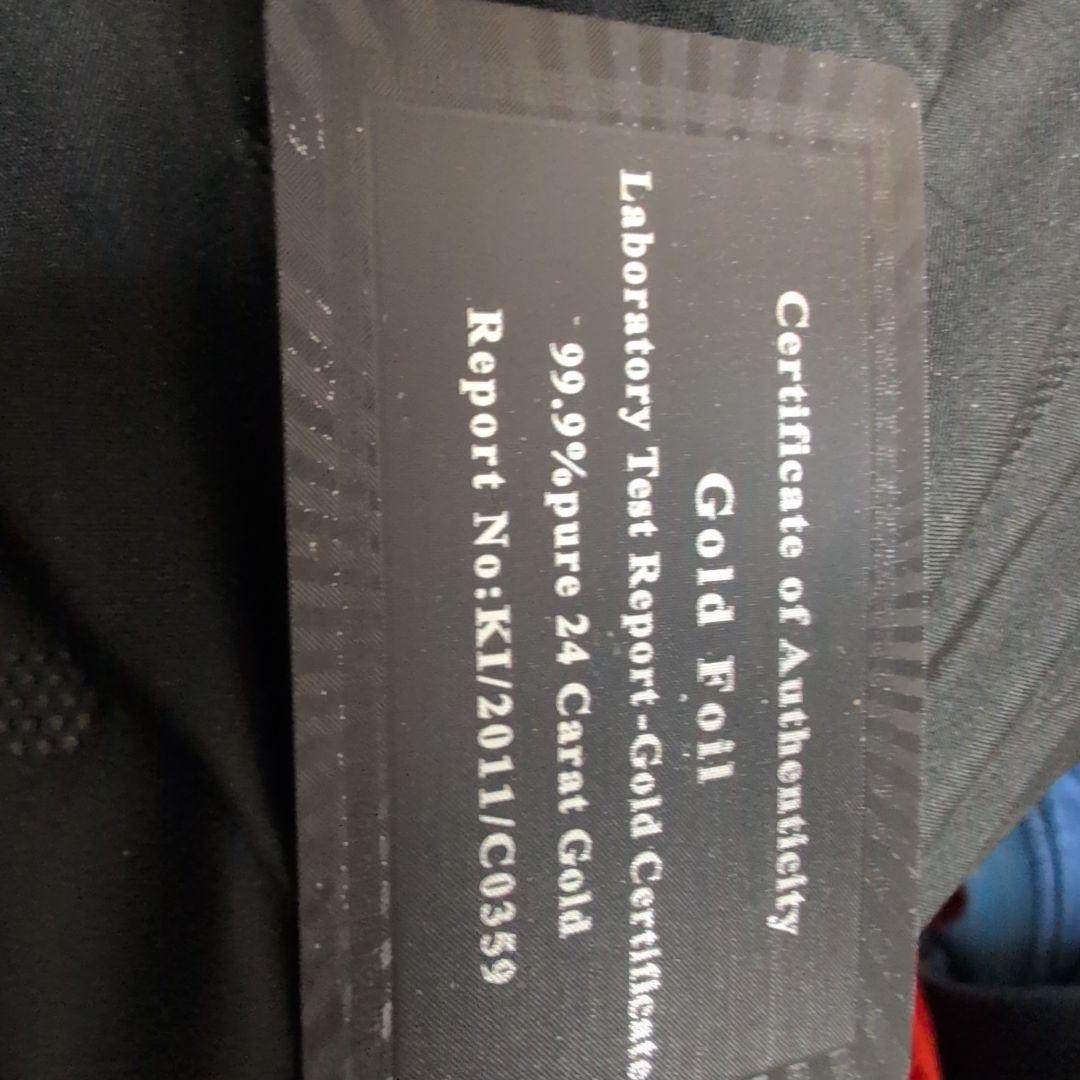 Certificate of Authenticity
Gold Foil
Laboratory Test Report-Gold Certificate
99.9%pure 24 Carat Gold
Report No:KI/2011/C0359